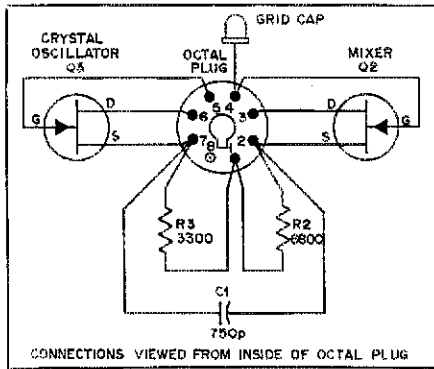 GRID CAP
CRYSTAL
OSCILLATOR
Q3
OCTAL
PLUG
MIXER
Q2
5 4
D
6
3
D
G
S
7
8
2
S
G
R3
3300
R2
6800
C1
750p
CONNECTIONS VIEWED FROM INSIDE OF OCTAL PLUG